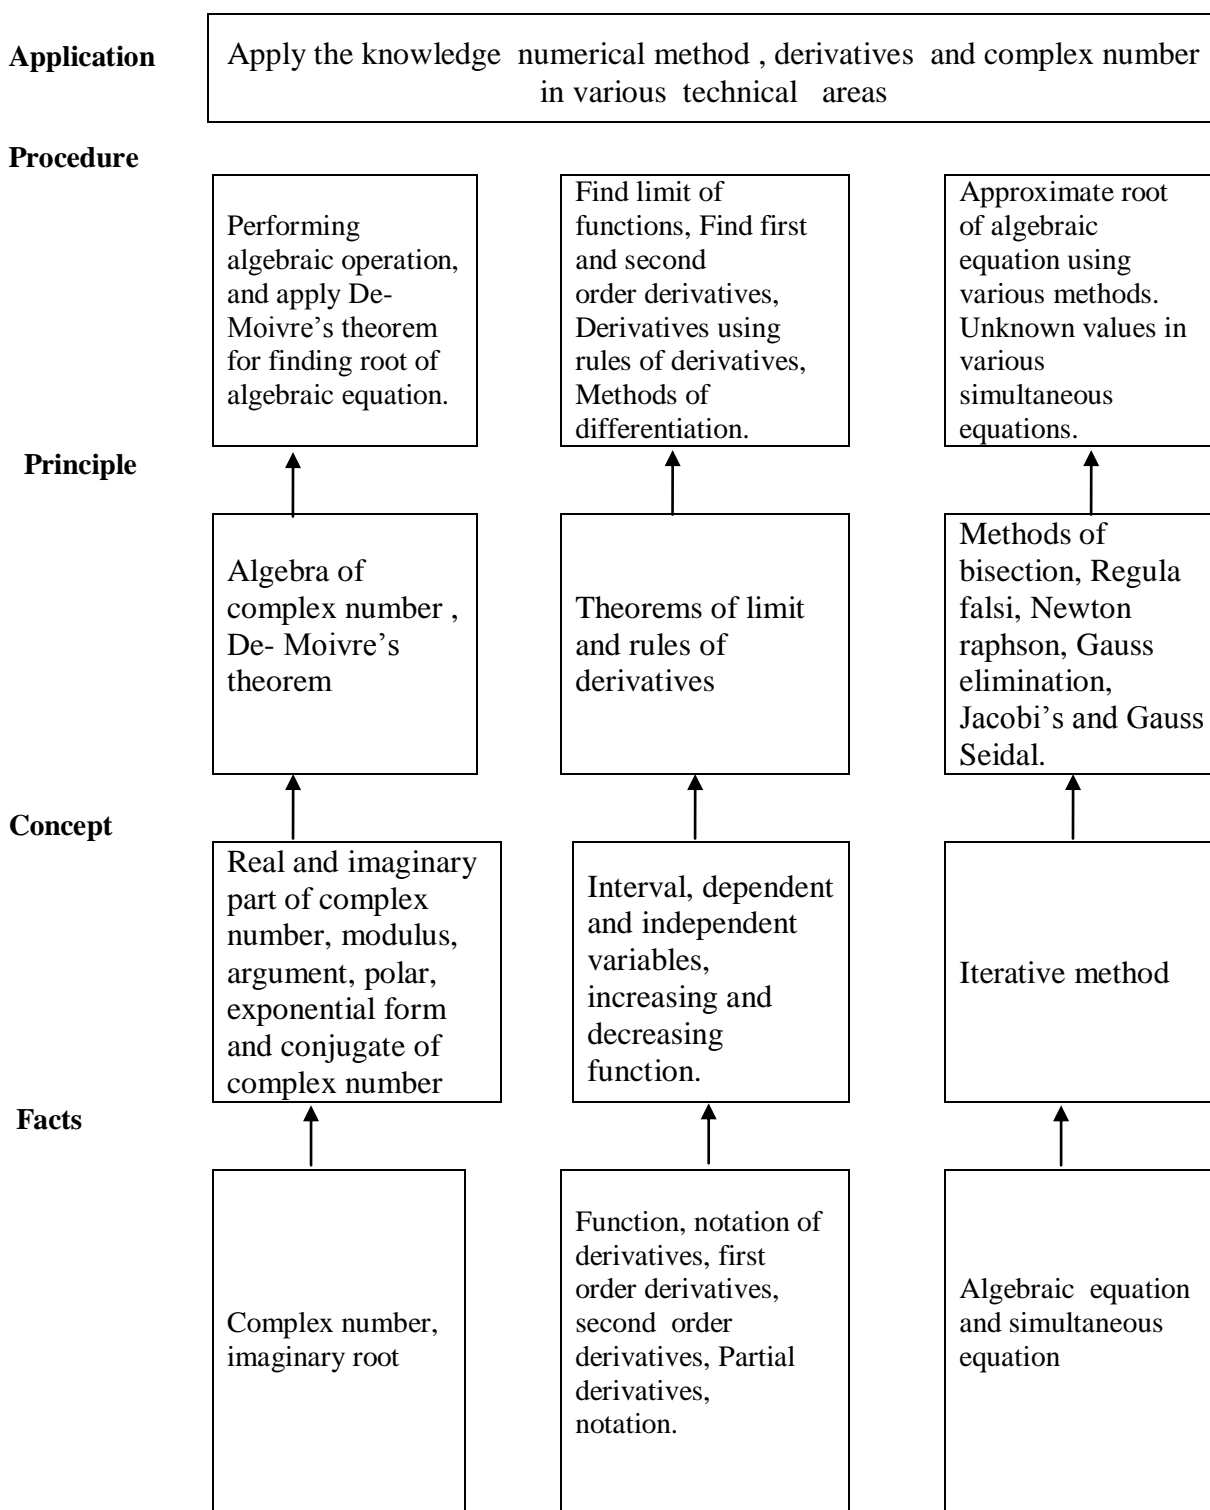 Application
Apply the knowledge numerical method , derivatives and complex number
in various technical areas
Procedure
Performing
algebraic operation,
and apply De-
Moivre’s theorem
for finding root of
algebraic equation.
Find limit of
functions, Find first
and second
order derivatives,
Derivatives using
rules of derivatives,
Methods of
differentiation.
Approximate root
of algebraic
equation using
various methods.
Unknown values in
various
simultaneous
equations.
Principle
Algebra of
complex number ,
De- Moivre’s
theorem
Theorems of limit
and rules of
derivatives
Methods of
bisection, Regula
falsi, Newton
raphson, Gauss
elimination,
Jacobi’s and Gauss
Seidal.
Concept
Real and imaginary
part of complex
number, modulus,
argument, polar,
exponential form
and conjugate of
complex number
Interval, dependent
and independent
variables,
increasing and
decreasing
function.
Iterative method
Facts
Complex number,
imaginary root
Function, notation of
derivatives, first
order derivatives,
second order
derivatives, Partial
derivatives,
notation.
Algebraic equation
and simultaneous
equation